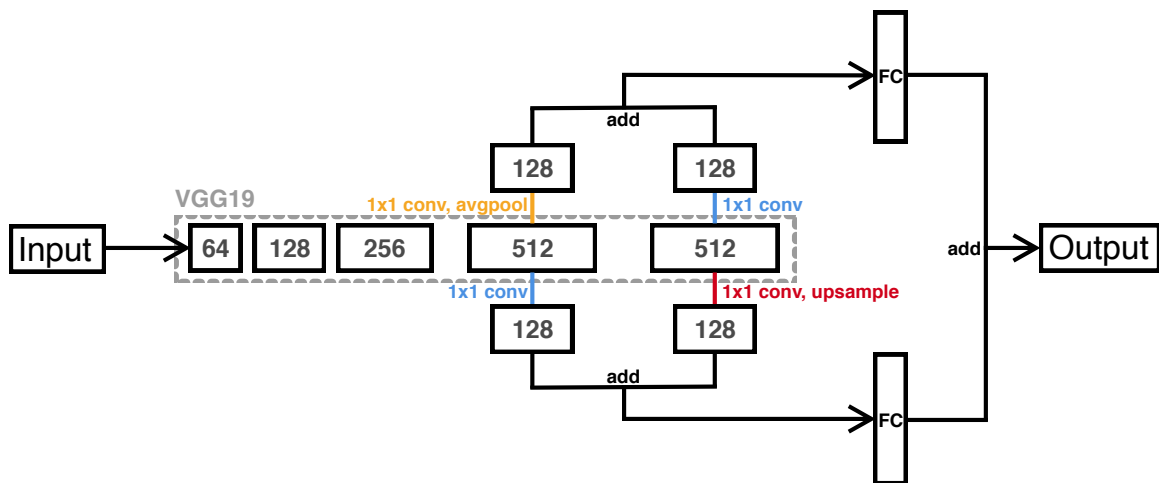 FC
add
128
128
VGG19
1x1 conv, avgpool
1x1 conv
Input
64
128
256
512
512
add
Output
1x1 conv
1x1 conv, upsample
128
128
add
FC